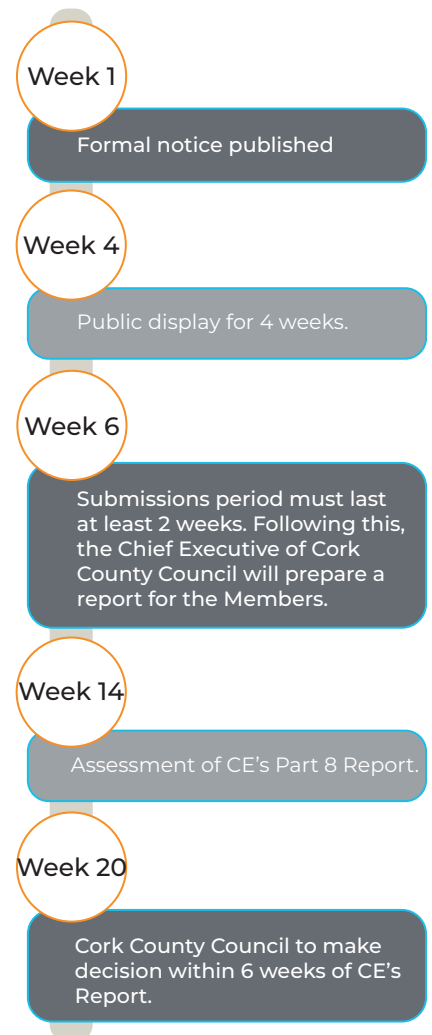 Week 1
Formal notice published
Week 4
Public display for 4 weeks.
Week 6
Submissions period must last
at least 2 weeks. Following this,
the Chief Executive of Cork
County Council will prepare a
report for the Members.
Week 14
Assessment of CE’s Part 8 Report.
Week 20
Cork County Council to make
decision within 6 weeks of CE’s
Report.